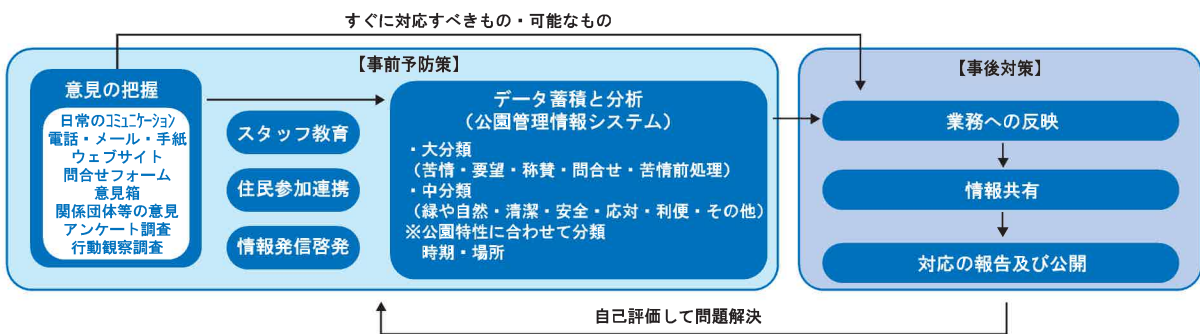 すぐに対応すべきもの・可能なもの
【事前予防策】
意見の把握
日常のコミュニケーション
電話・メール・手紙
ウェブサイト
問合せフォーム
意見箱
関係団体等の意見
アンケート調査
行動観察調査
スタッフ教育
住民参加連携
情報発信啓発
データ蓄積と分析
（公園管理情報システム）
・大分類
（苦情・要望・称賛・問合せ・苦情前処理）
・中分類
（緑や自然・清潔・安全・応対・利便・その他）
※公園特性に合わせて分類
時期・場所
【事後対策】
業務への反映
情報共有
対応の報告及び公開
自己評価して問題解決